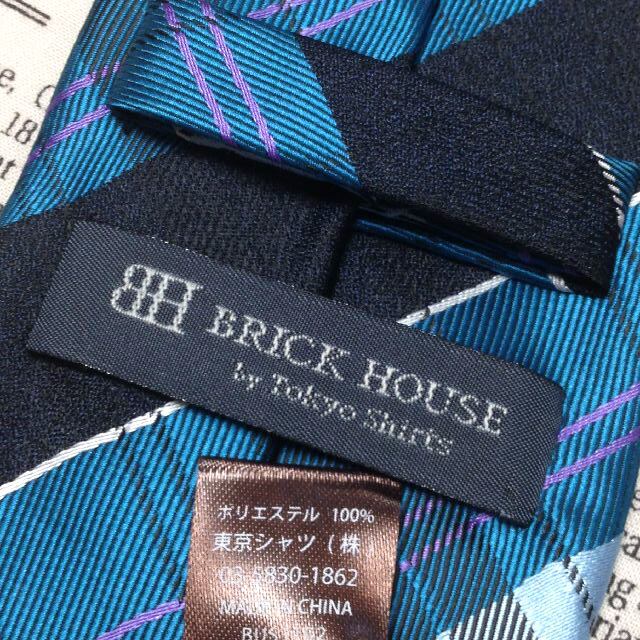 BRICK HOUSE
by Tokyo Shirts
ポリエステル 100%
東京シャツ(株)
03-5830-1862
MADE IN CHINA
18